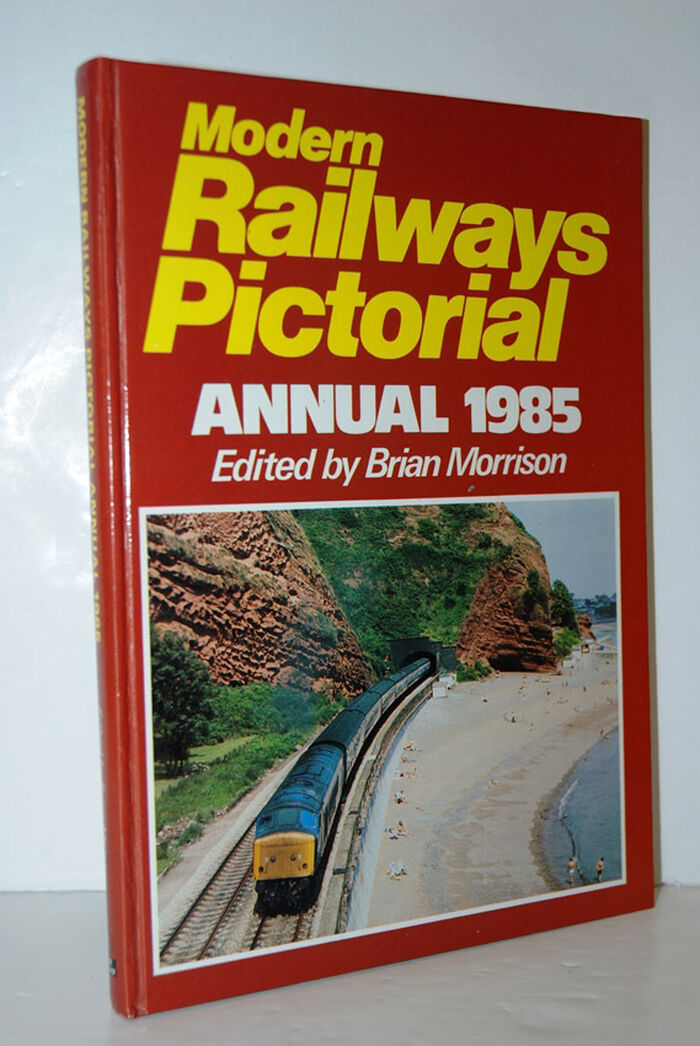 Modern
Railways
Pictorial
ANNUAL 1985
Edited by Brian Morrison
MODERN RAILWAYS PICTORIAL ANNUAL 1985